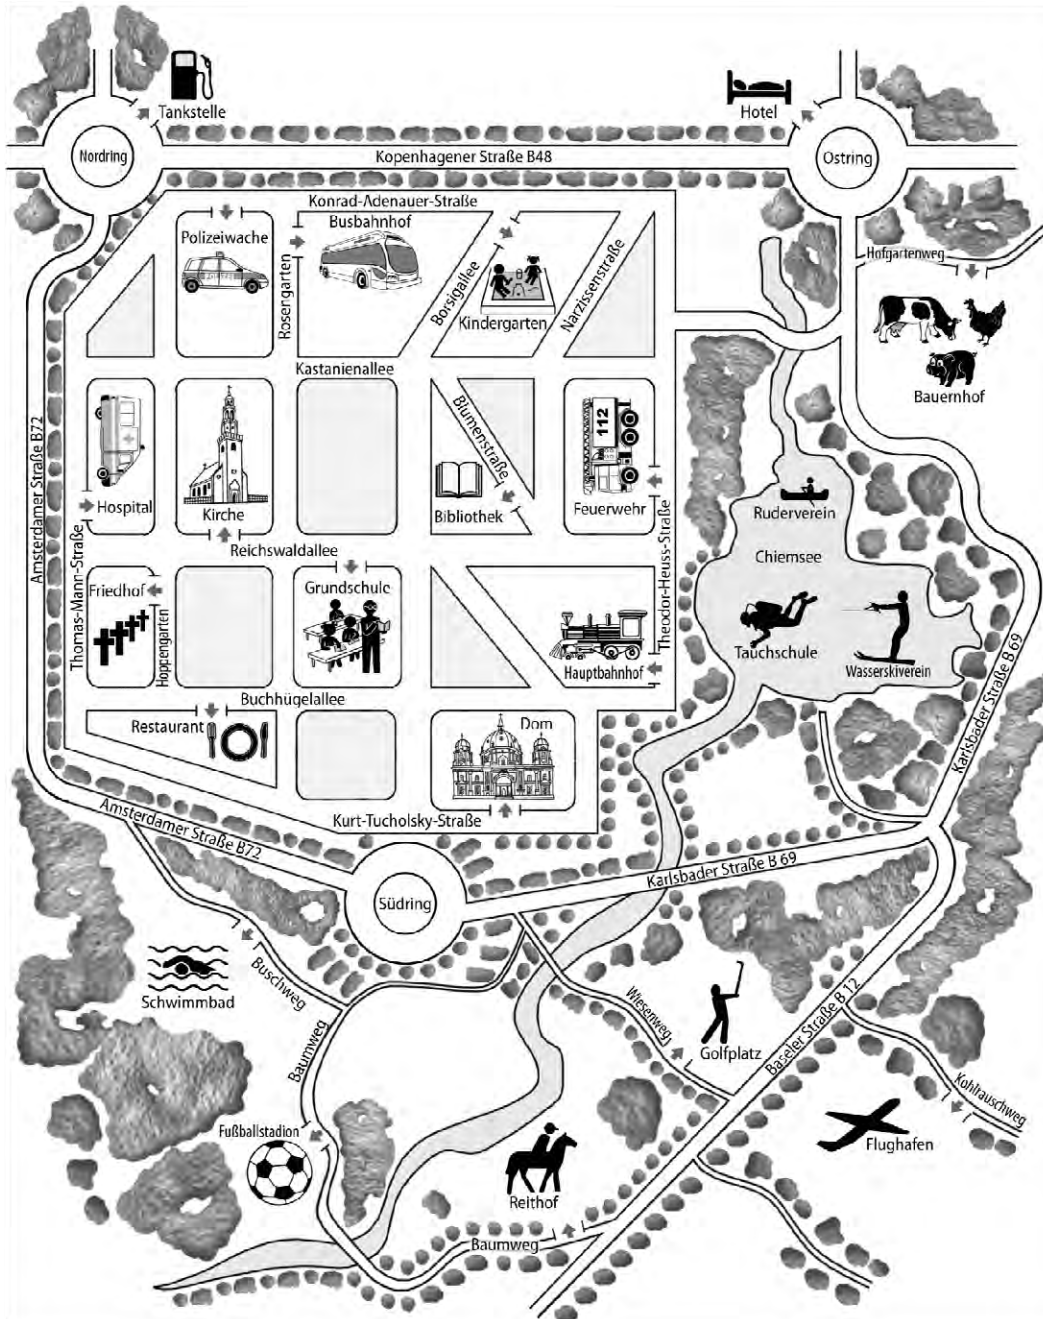 Tankstelle
Hotel
Nordring
Ostring
Kopenhagener Straße B48
Konrad-Adenauer-Straße
Polizeiwache
Rosengarten
Busbahnhof
Borsigallee
Kindergarten
Narzissenstraße
Hofgartenweg
Bauernhof
Kastanienallee
Amsterdamer Straße B72
Thomas-Mann-Straße
Hospital
Kirche
Blumenstraße
Bibliothek
112
Feuerwehr
Theodor-Heuss-Straße
Ruderverein
Chiemsee
Tauchschule
Wasserskiverein
Reichswaldallee
Friedhof
Hoppengarten
Grundschule
Hauptbahnhof
Karlsbader Straße B 69
Buchhügelallee
Restaurant
Dom
Kurt-Tucholsky-Straße
Amsterdamer Straße B72
Südring
Karlsbader Straße B 69
Schwimmbad
Buschweg
Baumweg
Wiesenweg
Golfplatz
Baseler Straße B 12
Kohlrauschweg
Flughafen
Fußballstadion
Reithof
Baumweg